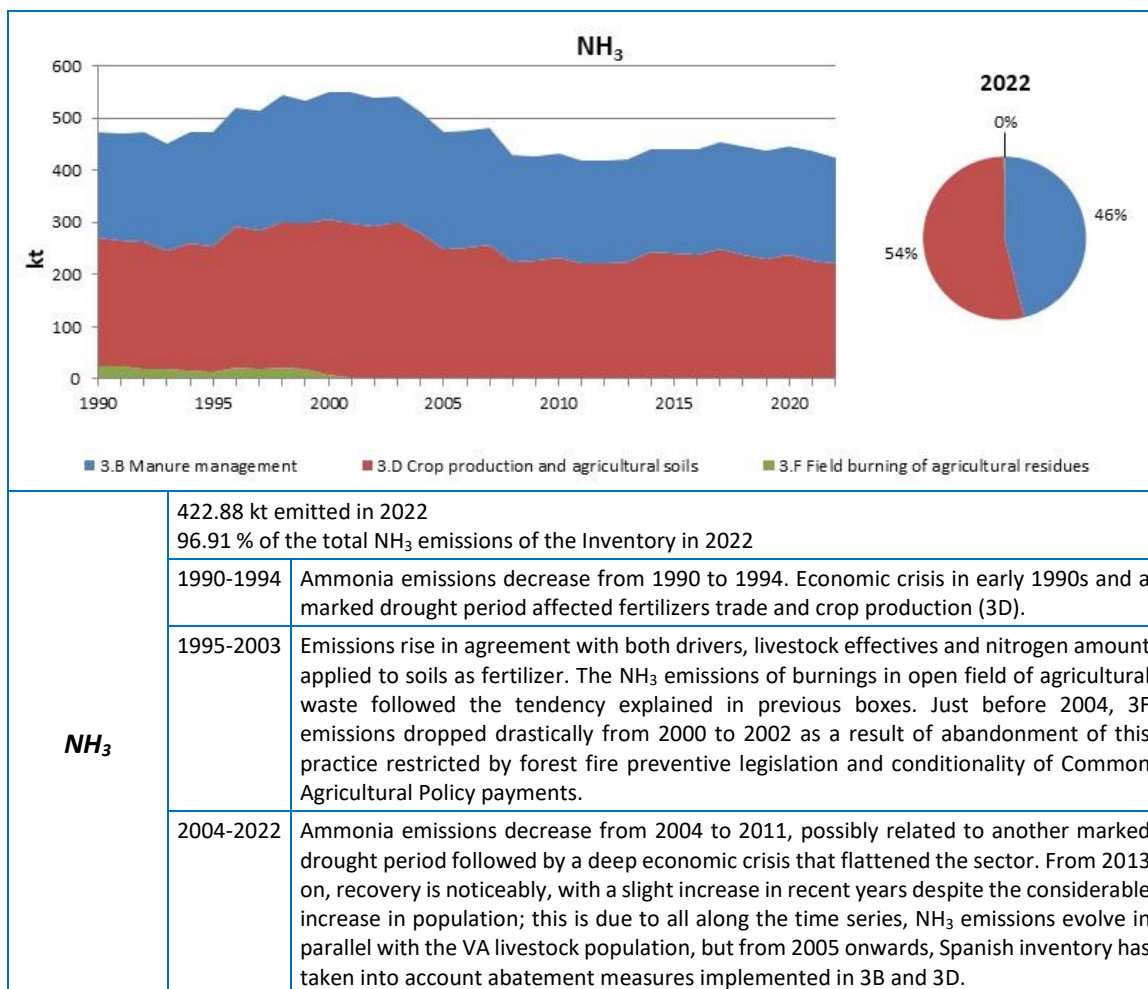 NH₃
600
500
400
300
200
100
0
kt
1990
1995
2000
2005
2010
2015
2020
2022
0%
46%
54%
3.B Manure management
3.D Crop production and agricultural soils
3.F Field burning of agricultural residues
NH₃
422.88 kt emitted in 2022
96.91 % of the total NH₃ emissions of the Inventory in 2022
1990-1994
Ammonia emissions decrease from 1990 to 1994. Economic crisis in early 1990s and a
marked drought period affected fertilizers trade and crop production (3D).
1995-2003
Emissions rise in agreement with both drivers, livestock effectives and nitrogen amount
applied to soils as fertilizer. The NH₃ emissions of burnings in open field of agricultural
waste followed the tendency explained in previous boxes. Just before 2004, 3F
emissions dropped drastically from 2000 to 2002 as a result of abandonment of this
practice restricted by forest fire preventive legislation and conditionality of Common
Agricultural Policy payments.
2004-2022
Ammonia emissions decrease from 2004 to 2011, possibly related to another marked
drought period followed by a deep economic crisis that flattened the sector. From 2013
on, recovery is noticeably, with a slight increase in recent years despite the considerable
increase in population; this is due to all along the time series, NH₃ emissions evolve in
parallel with the VA livestock population, but from 2005 onwards, Spanish inventory has
taken into account abatement measures implemented in 3B and 3D.